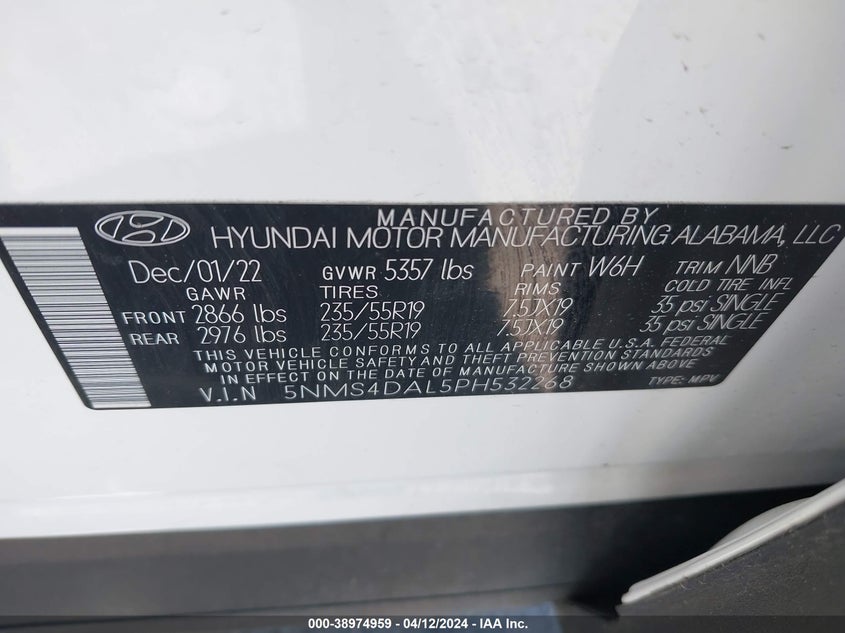 MANUFACTURED BY
HYUNDAI MOTOR MANUFACTURING ALABAMA, LLC
Dec/01/22 GVWR 5357 lbs PAINT W6H TRIM NNB
GAWR TIRES RIMS COLD TIRE INFL
FRONT 2866 lbs 235/55R19 7.5JX19 35 psi SINGLE
REAR 2976 lbs 235/55R19 7.5JX19 35 psi SINGLE
THIS VEHICLE CONFORMS TO ALL APPLICABLE U.S.A. FEDERAL
MOTOR VEHICLE SAFETY AND THEFT PREVENTION STANDARDS
IN EFFECT ON THE DATE OF MANUFACTURE SHOWN ABOVE.
V.I.N 5NMS4DAL5PH532268 TYPE: MPV
000-38974959 - 04/12/2024 - IAA Inc.